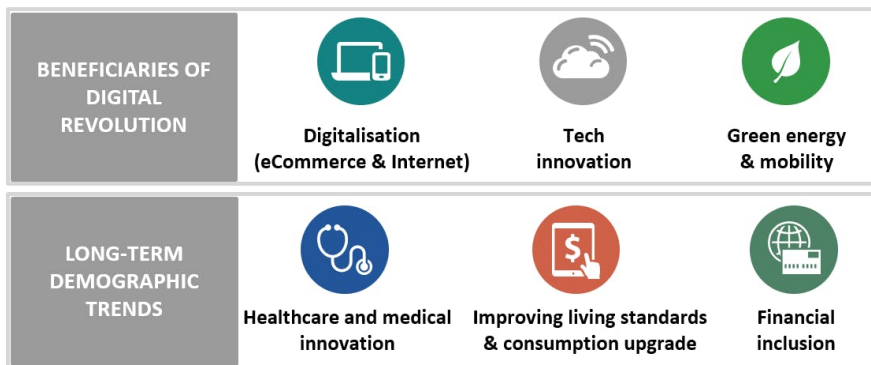 BENEFICIARIES OF
DIGITAL
REVOLUTION
Digitalisation
(eCommerce & Internet)
Tech
innovation
Green energy
& mobility
LONG-TERM
DEMOGRAPHIC
TRENDS
$
Healthcare and medical
innovation
Improving living standards
& consumption upgrade
Financial
inclusion